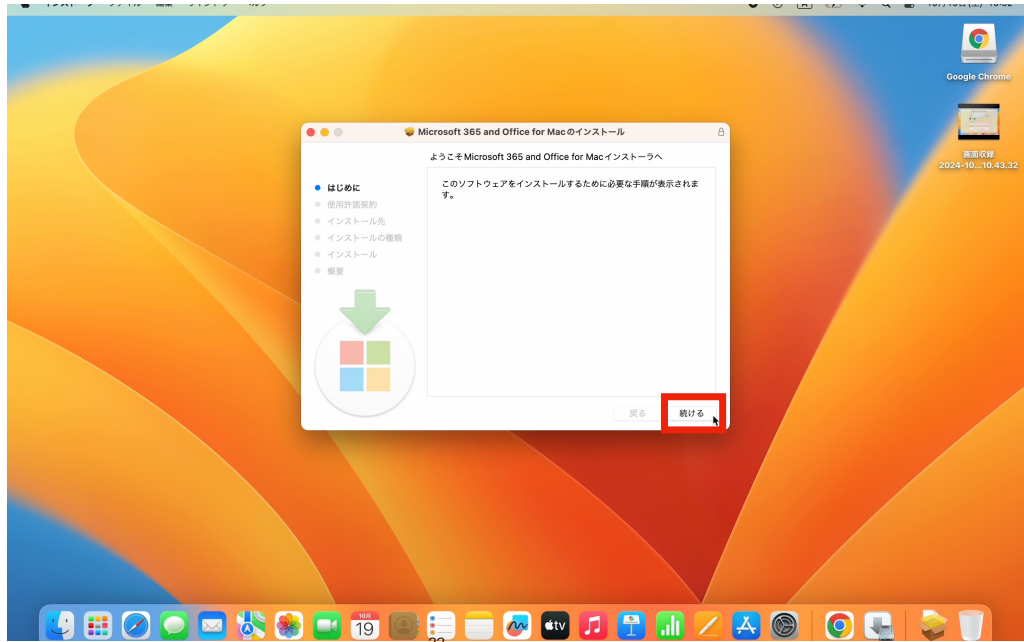 Google Chrome
画面収録
2024-10...10.43.32
Microsoft 365 and Office for Macのインストール
ようこそMicrosoft 365 and Office for Macインストーラへ
このソフトウェアをインストールするために必要な手順が表示されま
す。
はじめに
使用許諾契約
インストール先
インストールの種類
インストール
概要
戻る
続ける
10月
19
tv